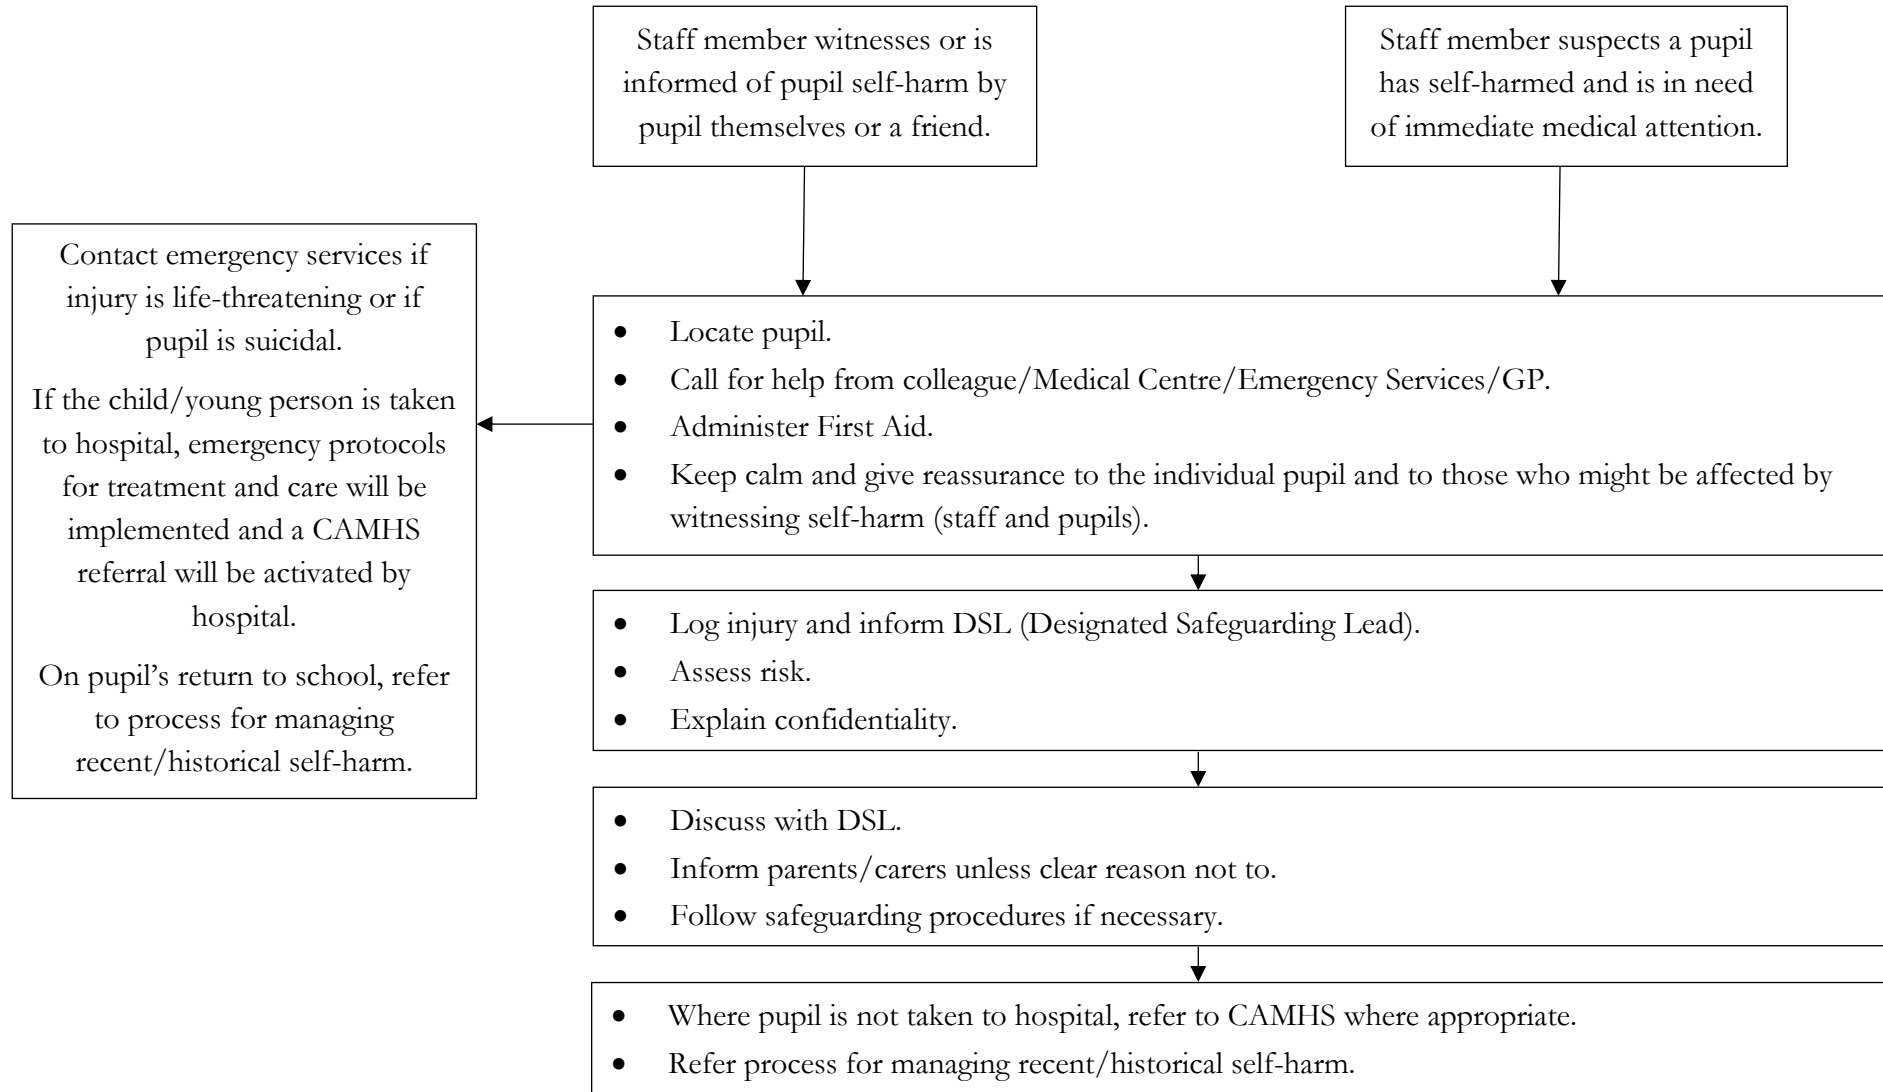 Staff member witnesses or is
informed of pupil self-harm by
pupil themselves or a friend.
Staff member suspects a pupil
has self-harmed and is in need
of immediate medical attention.
Contact emergency services if
injury is life-threatening or if
pupil is suicidal.
If the child/young person is taken
to hospital, emergency protocols
for treatment and care will be
implemented and a CAMHS
referral will be activated by
hospital.
On pupil’s return to school, refer
to process for managing
recent/historical self-harm.
• Locate pupil.
• Call for help from colleague/Medical Centre/Emergency Services/GP.
• Administer First Aid.
• Keep calm and give reassurance to the individual pupil and to those who might be affected by
witnessing self-harm (staff and pupils).
• Log injury and inform DSL (Designated Safeguarding Lead).
• Assess risk.
• Explain confidentiality.
• Discuss with DSL.
• Inform parents/carers unless clear reason not to.
• Follow safeguarding procedures if necessary.
• Where pupil is not taken to hospital, refer to CAMHS where appropriate.
• Refer process for managing recent/historical self-harm.